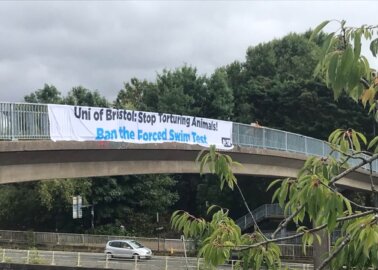 Uni of Bristol: Stop Torturing Animals!
Ban the Forced Swim Test